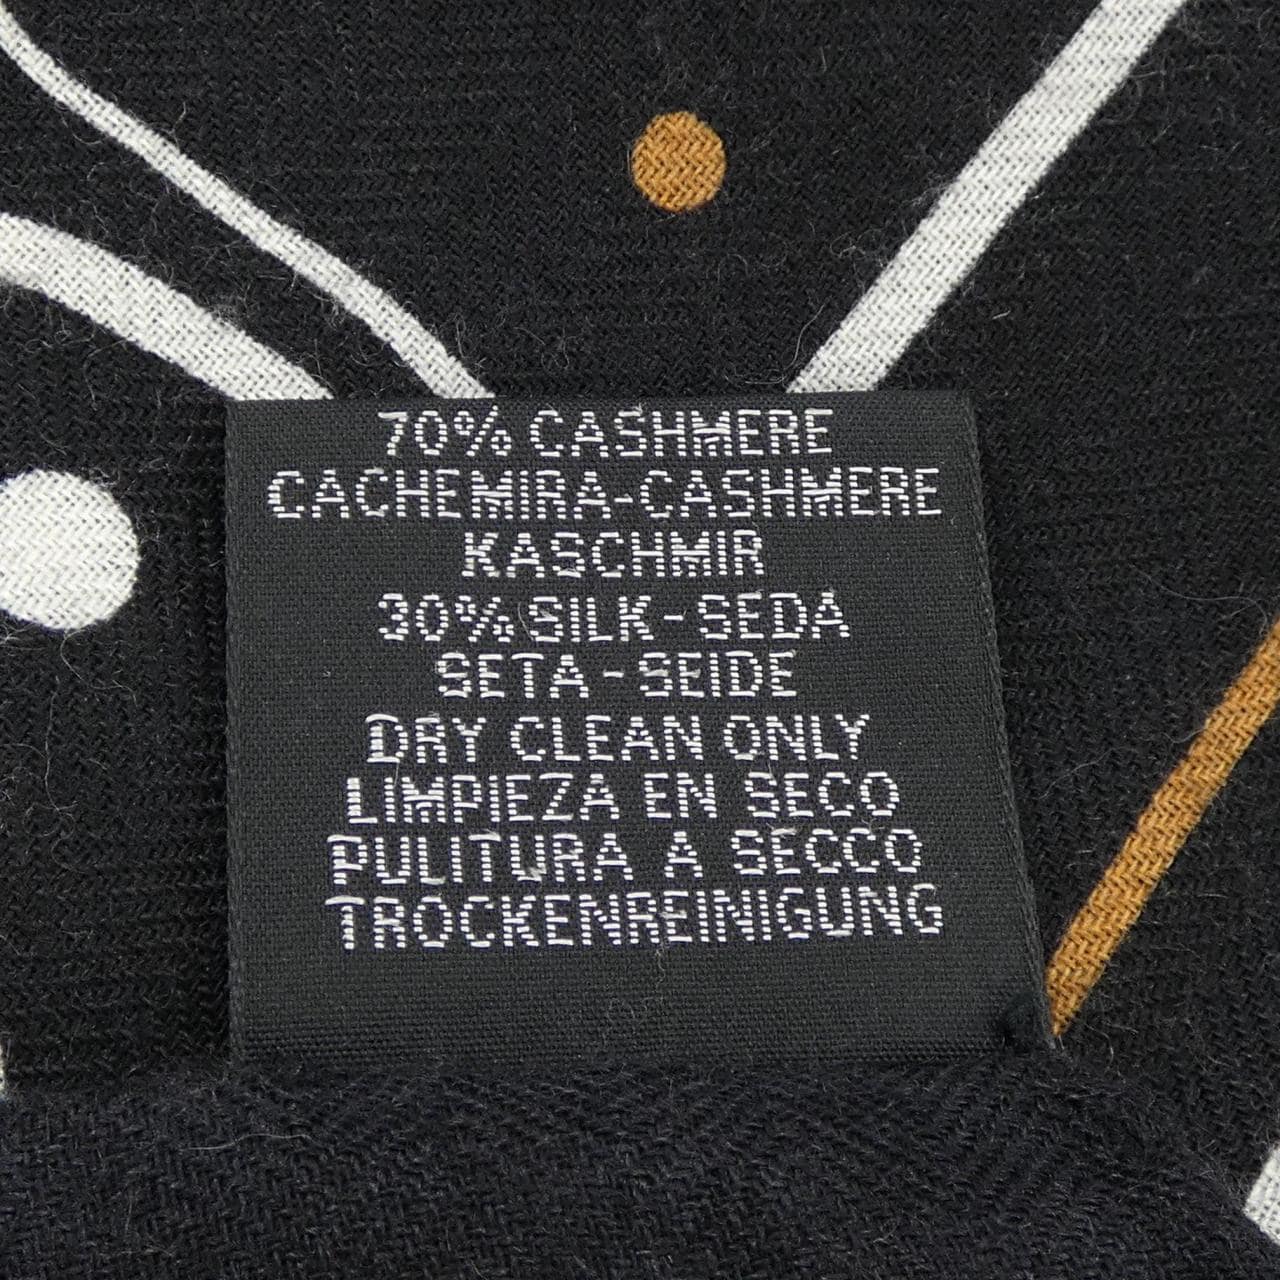 70% CASHMERE
CACHEMIRA-CASHMERE
KASCHMIR
30% SILK-SEDA
SETA-SEIDE
DRY CLEAN ONLY
LIMPIEZA EN SECO
PULITURA A SECCO
TROCKENREINIGUNG